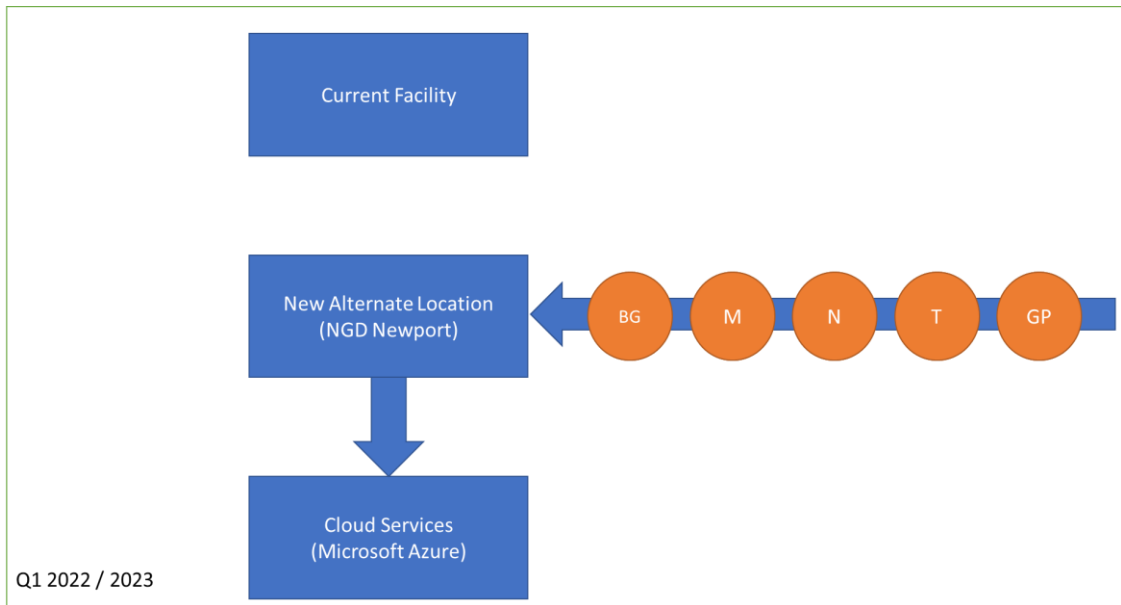 Current Facility
New Alternate Location
(NGD Newport)
BG
M
N
T
GP
Cloud Services
(Microsoft Azure)
Q1 2022 / 2023